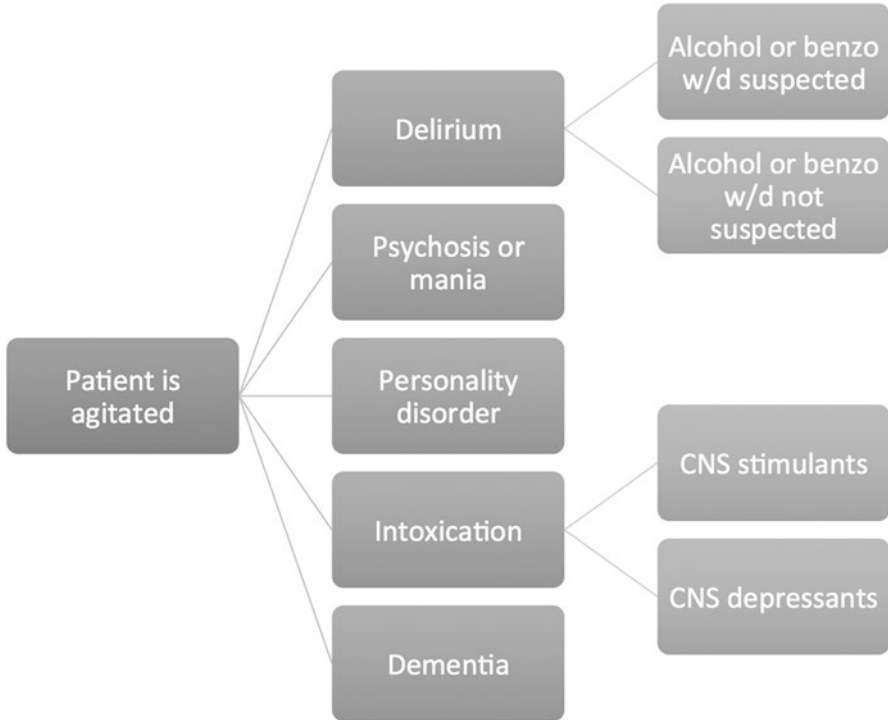 Patient is
agitated
Delirium
Psychosis or
mania
Personality
disorder
Intoxication
Dementia
Alcohol or benzo
w/d suspected
Alcohol or benzo
w/d not
suspected
CNS stimulants
CNS depressants